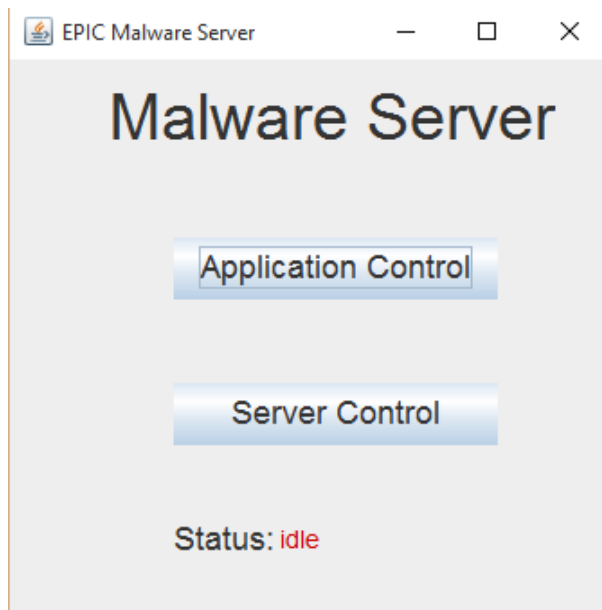 EPIC Malware Server
Malware Server
Application Control
Server Control
Status: idle